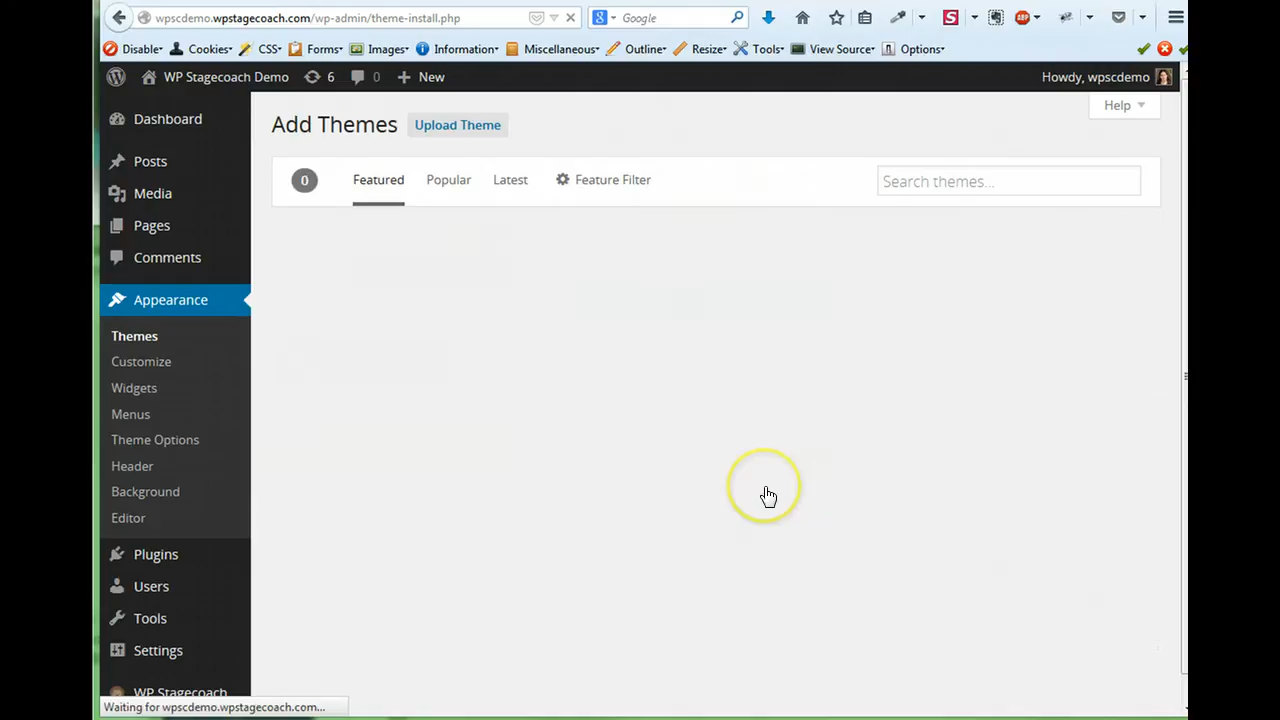 wpscdemo.wpstagecoach.com/wp-admin/theme-install.php
Google
Disable Cookies CSS Forms Images Information Miscellaneous Outline Resize Tools View Source Options
WP Stagecoach Demo 6 0 New Howdy, wpscdemo
Help
Add Themes Upload Theme
0 Featured Popular Latest Feature Filter Search themes...
Dashboard
Posts
Media
Pages
Comments
Appearance
Themes
Customize
Widgets
Menus
Theme Options
Header
Background
Editor
Plugins
Users
Tools
Settings
WP Stagecoach
Waiting for wpscdemo.wpstagecoach.com...